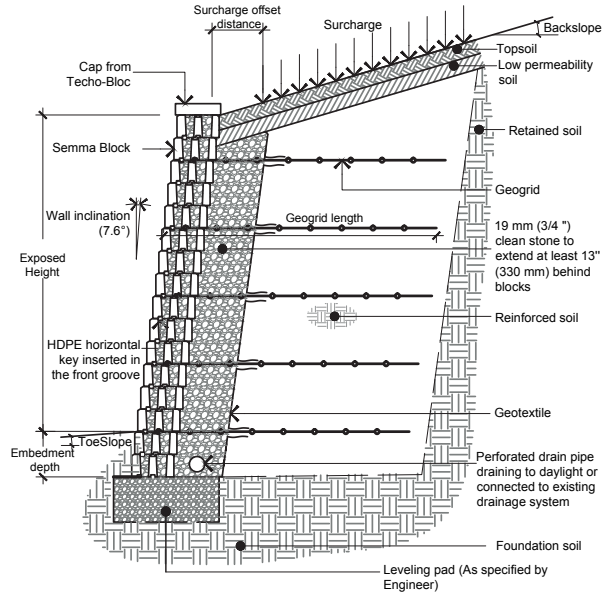 Surcharge offset
distance
Surcharge
Backslope
Topsoil
Low permeability
soil
Cap from
Techo-Bloc
Retained soil
Semma Block
Geogrid
Wall inclination
(7.6°)
Geogrid length
19 mm (3/4 ")
clean stone to
extend at least 13"
(330 mm) behind
blocks
Exposed
Height
Reinforced soil
HDPE horizontal
key inserted in
the front groove
Geotextile
ToeSlope
Embedment
depth
Perforated drain pipe
draining to daylight or
connected to existing
drainage system
Foundation soil
Leveling pad (As specified by
Engineer)